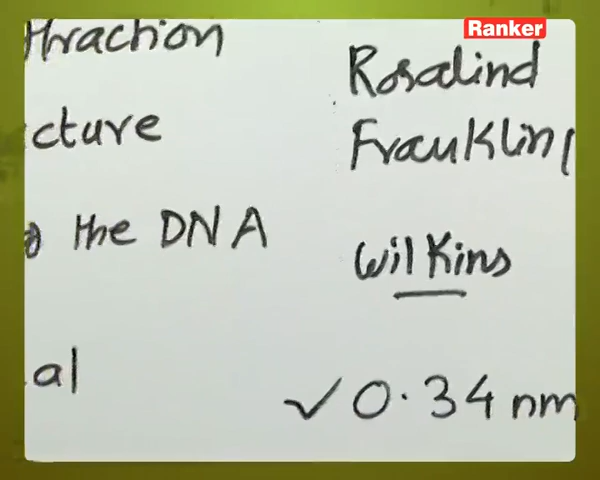 Ranker
ffraction
Rosalind
cture
Franklin
the DNA
Wilkins
al
✓ 0.34 nm